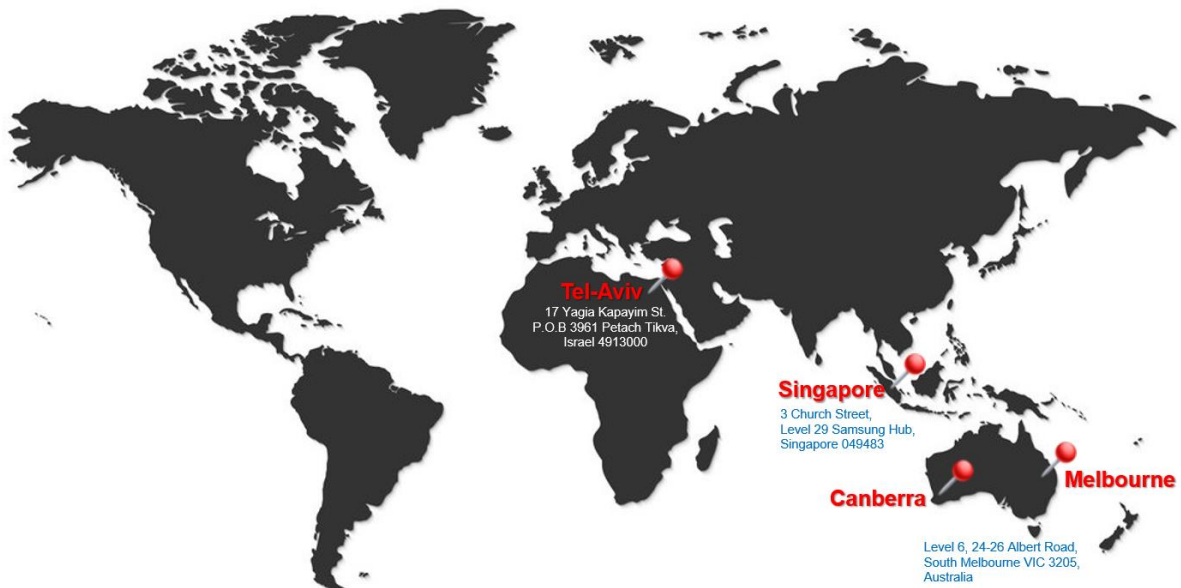 Tel-Aviv
17 Yagia Kapayim St.
P.O.B 3961 Petach Tikva,
Israel 4913000
Singapore
3 Church Street,
Level 29 Samsung Hub,
Singapore 049483
Melbourne
Canberra
Level 6, 24-26 Albert Road,
South Melbourne VIC 3205,
Australia